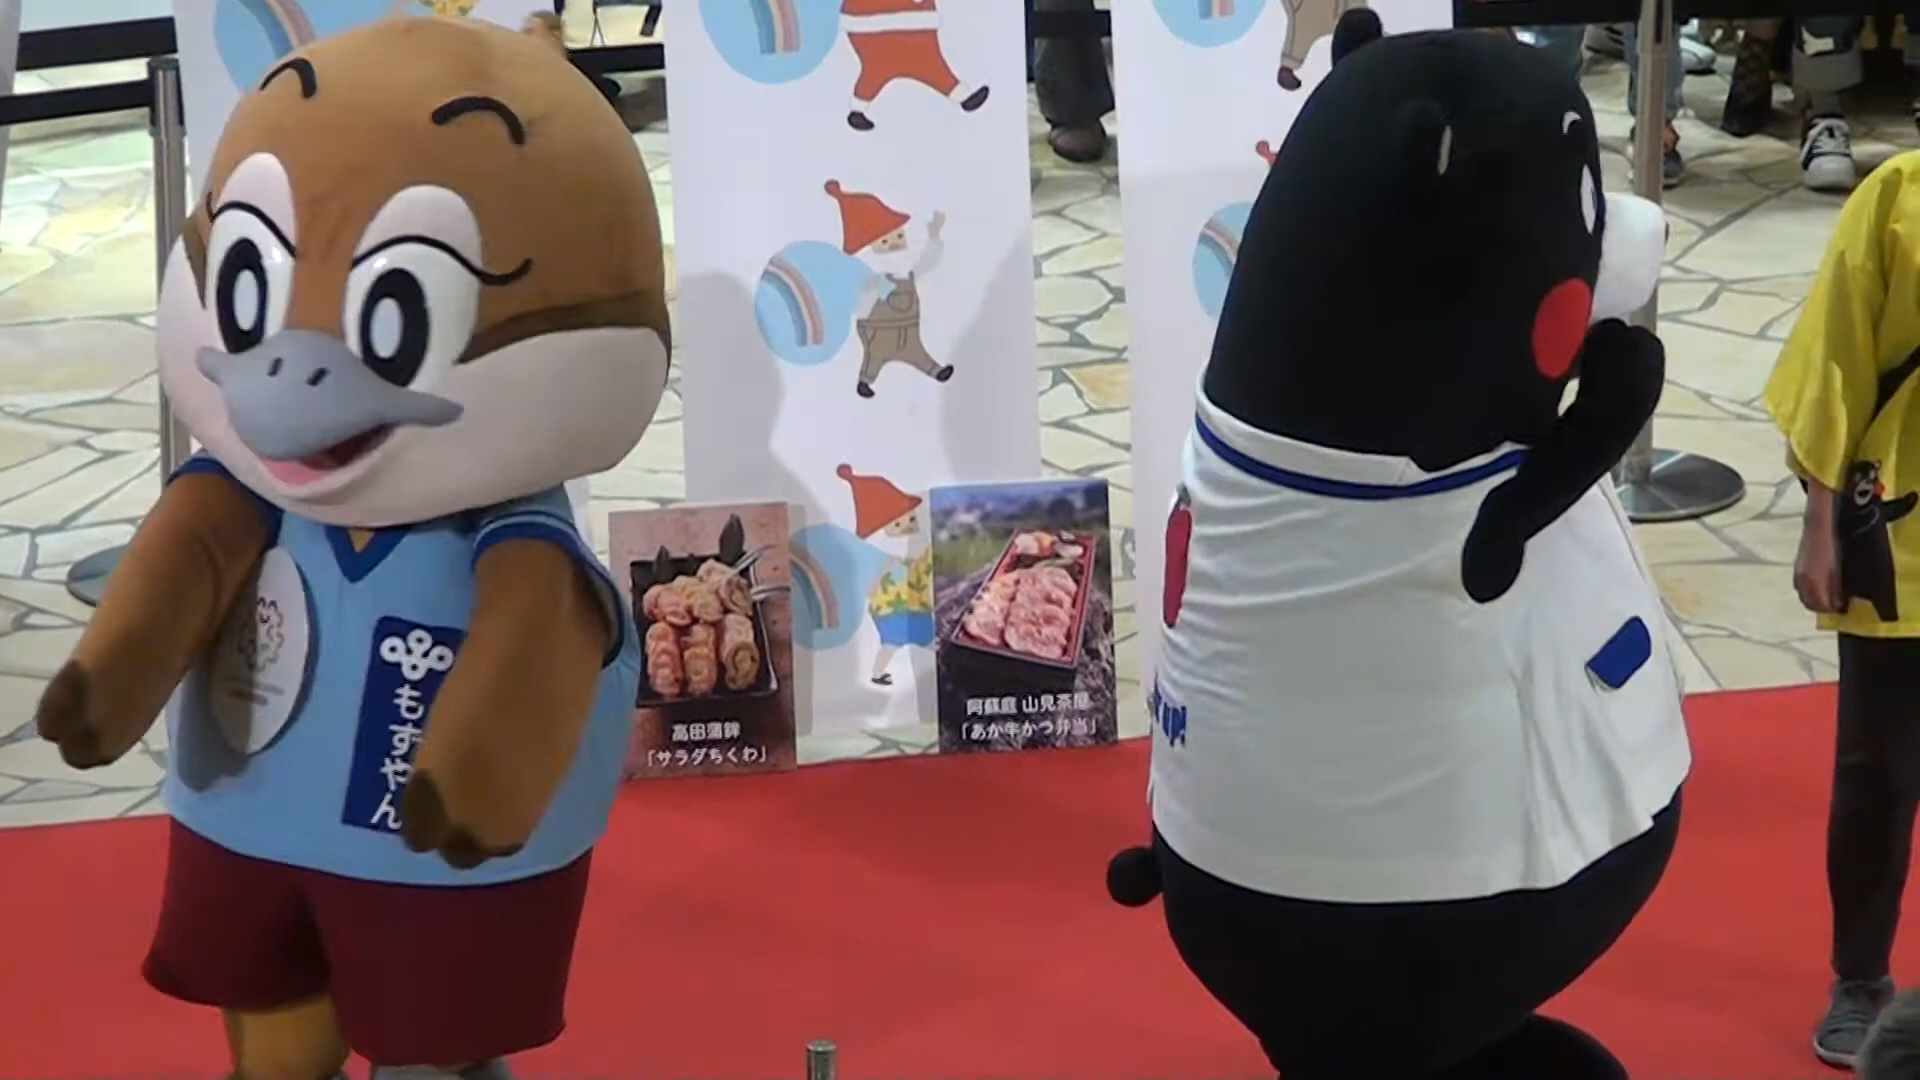 もずやん
高田蒲鉾
「サラダちくわ」
阿蘇庭 山見茶屋
「あか牛かつ弁当」
UP!